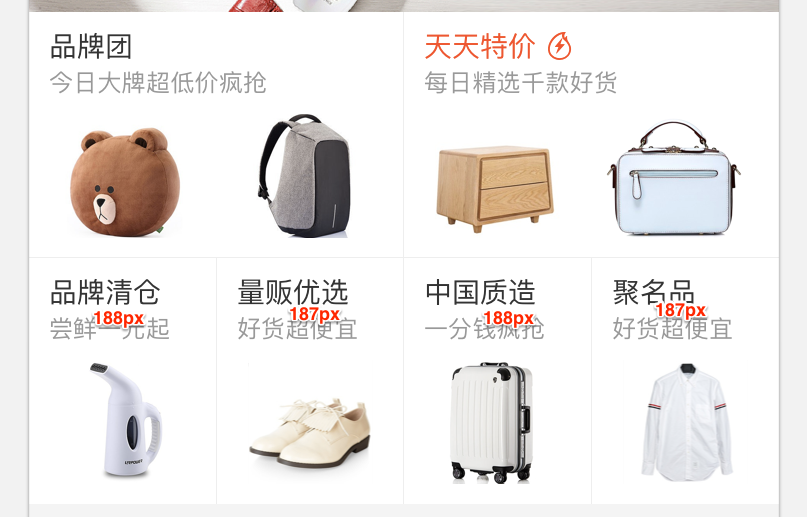 品牌团
今日大牌超低价疯抢
天天特价
每日精选千款好货
品牌清仓
尝鲜一元起
188px
量贩优选
好货超便宜
187px
中国质造
一分钱疯抢
188px
聚名品
好货超便宜
187px